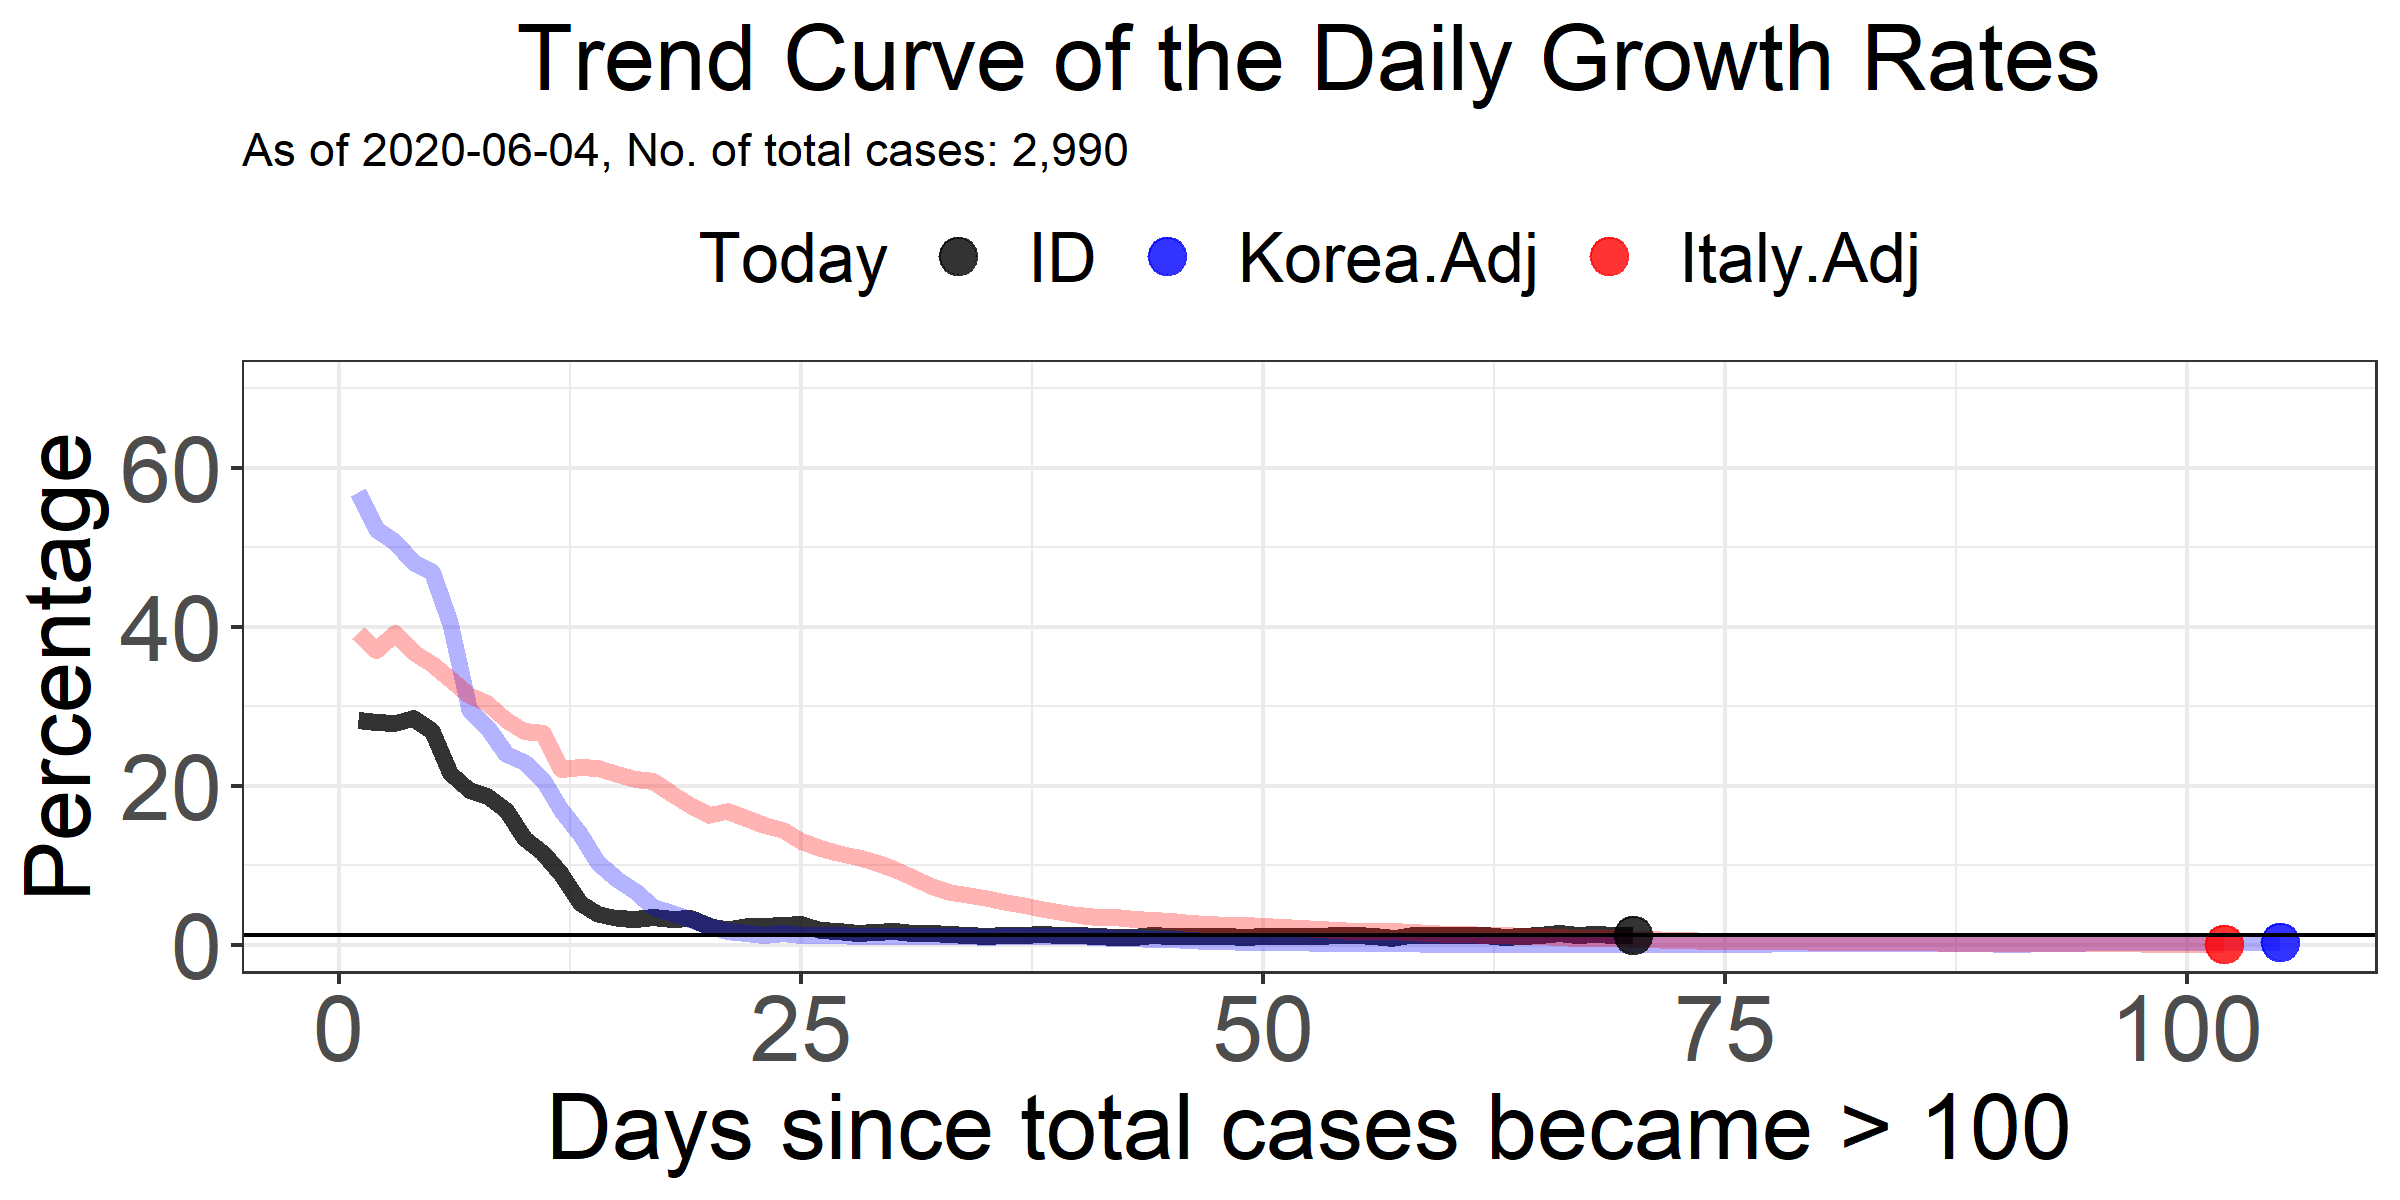 Trend Curve of the Daily Growth Rates
As of 2020-06-04, No. of total cases: 2,990
Today ID Korea.Adj Italy.Adj
Percentage
60
40
20
0
0 25 50 75 100
Days since total cases became > 100